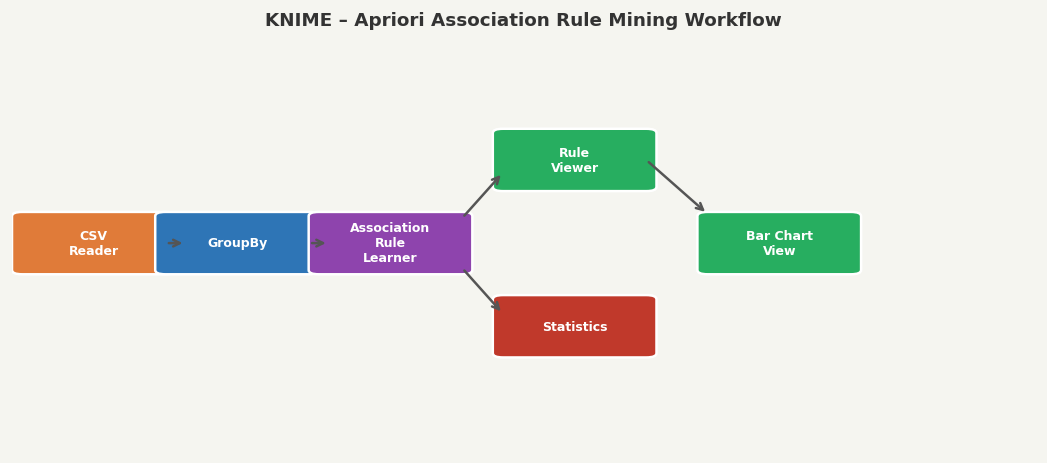 KNIME – Apriori Association Rule Mining Workflow
CSV
Reader
GroupBy
Association
Rule
Learner
Rule
Viewer
Statistics
Bar Chart
View